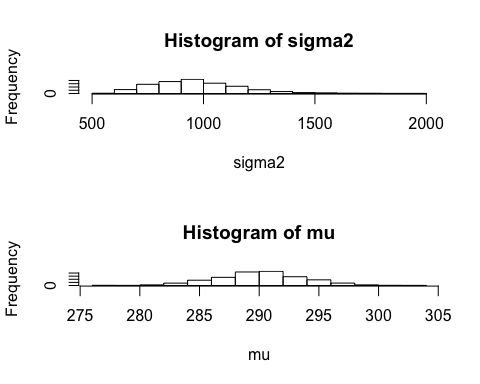 Histogram of sigma2
Frequency
0
500 1000 1500 2000
sigma2
Histogram of mu
Frequency
0
275 280 285 290 295 300 305
mu